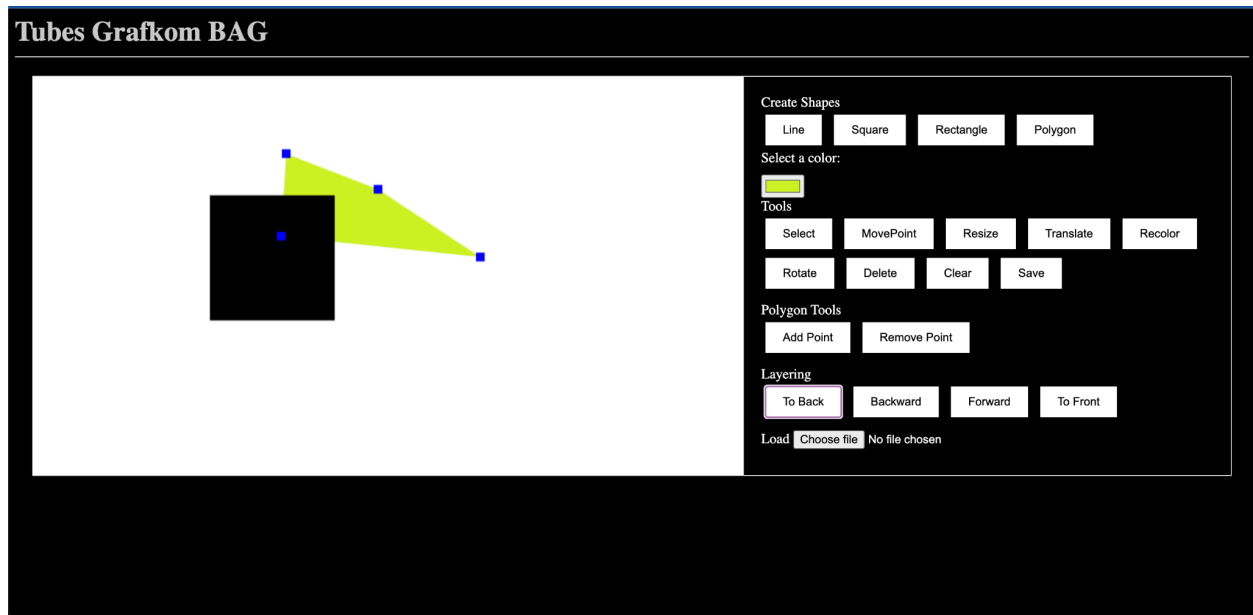 Tubes Grafkom BAG
Create Shapes
Line Square Rectangle Polygon
Select a color:
Tools
Select MovePoint Resize Translate Recolor
Rotate Delete Clear Save
Polygon Tools
Add Point Remove Point
Layering
To Back Backward Forward To Front
Load Choose file No file chosen